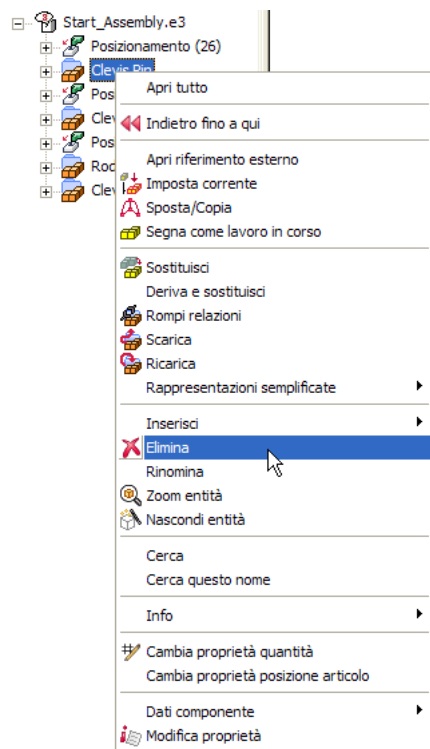 Start_Assembly.e3
Posizionamento (26)
Clevis Pin
Pos
Apri tutto
Cle
Indietro fino a qui
Pos
Apri riferimento esterno
Rod
Imposta corrente
Cle
Sposta/Copia
Segna come lavoro in corso
Sostituisci
Deriva e sostituisci
Rompi relazioni
Scarica
Ricarica
Rappresentazioni semplificate
Inserisci
Elimina
Rinomina
Zoom entità
Nascondi entità
Cerca
Cerca questo nome
Info
Cambia proprietà quantità
Cambia proprietà posizione articolo
Dati componente
Modifica proprietà